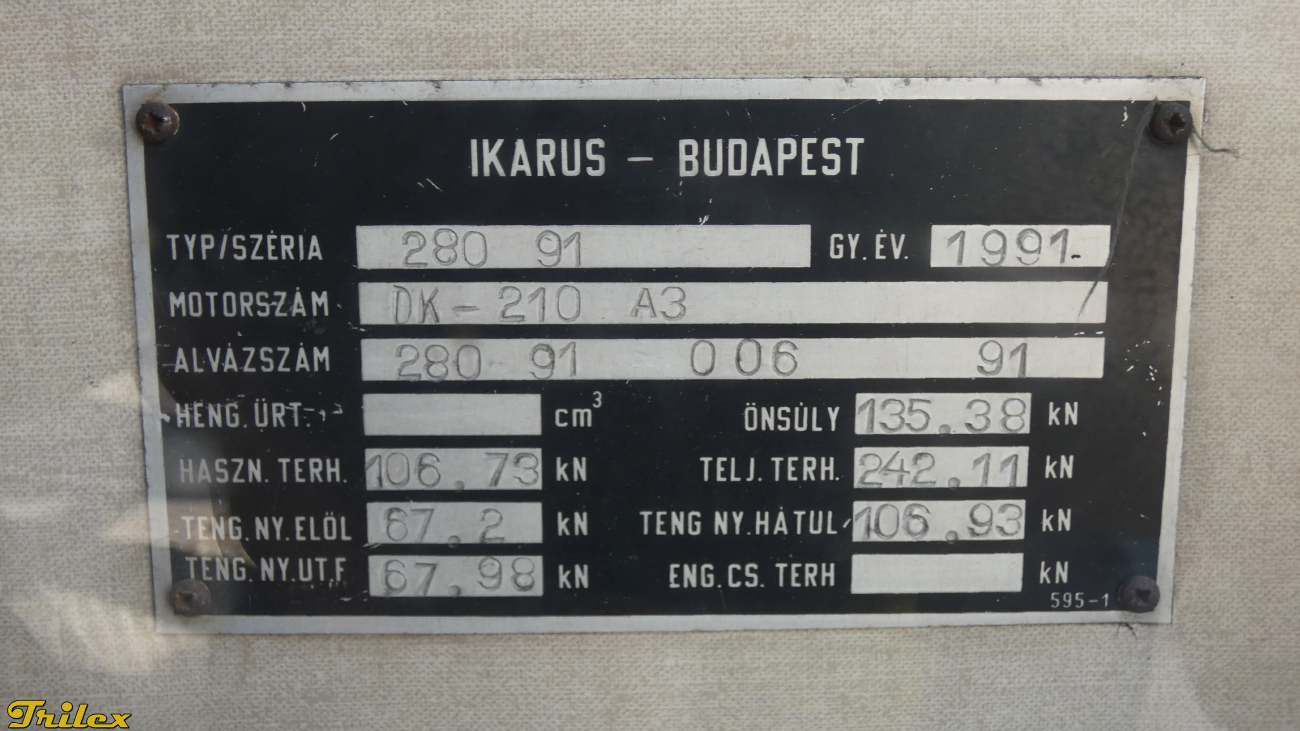 IKARUS – BUDAPEST
TYP/SZÉRIA 280 91 GY. ÉV. 1991.
MOTORSZÁM DK-210 A3
ALVÁZSZÁM 280 91 006 91
HENG. ŰRT. cm³ ÖNSÚLY 135.38 kN
HASZN. TERH. 106.73 kN TELJ. TERH. 242.11 kN
TENG. NY. ELÖL 67.2 kN TENG NY. HÁTUL 106.93 kN
TENG. NY. UT.F 67.98 kN ENG. CS. TERH kN
595-1
Trilex